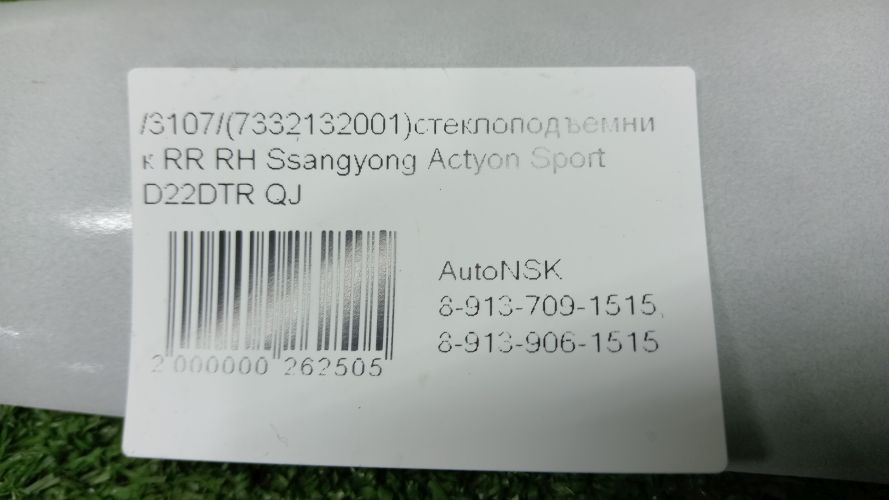 /3107/(7332132001)стеклоподъемни
к RR RH Ssangyong Actyon Sport
D22DTR QJ
AutoNSK
8-913-709-1515,
8-913-906-1515
2 000000 262505